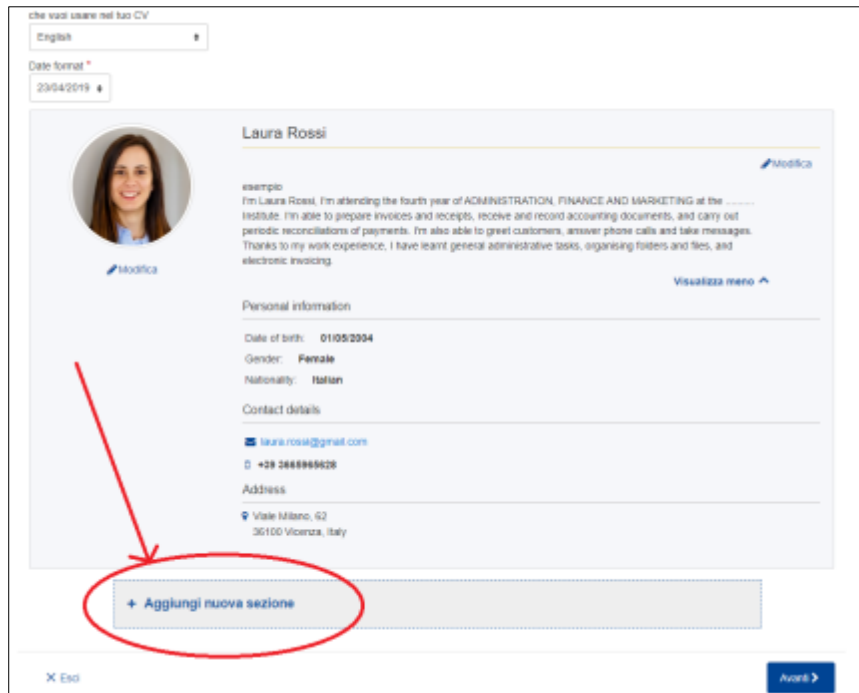 che vuoi usare nel tuo CV
English
Date format *
23/04/2019
Laura Rossi
Modifica
esempio
I'm Laura Rossi, I'm attending the fourth year of ADMINISTRATION, FINANCE AND MARKETING at the ...........
Institute. I'm able to prepare invoices and receipts, receive and record accounting documents, and carry out
periodic reconciliations of payments. I'm also able to greet customers, answer phone calls and take messages.
Thanks to my work experience, I have learnt general administrative tasks, organising folders and files, and
electronic invoicing.
Modifica
Visualizza meno
Personal information
Date of birth: 01/05/2004
Gender: Female
Nationality: Italian
Contact details
laura.rossi@gmail.com
+39 3665965628
Address
Viale Milano, 62
36100 Vicenza, Italy
+ Aggiungi nuova sezione
X Esci
Avanti >